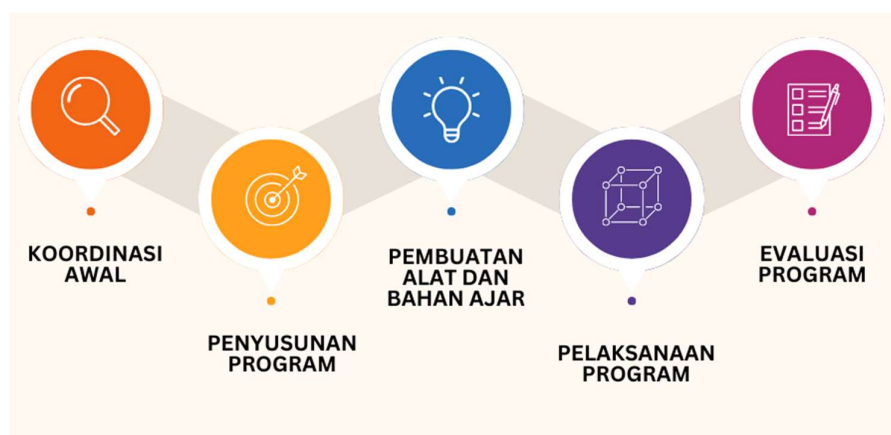 KOORDINASI
AWAL
PENYUSUNAN
PROGRAM
PEMBUATAN
ALAT DAN
BAHAN AJAR
PELAKSANAAN
PROGRAM
EVALUASI
PROGRAM